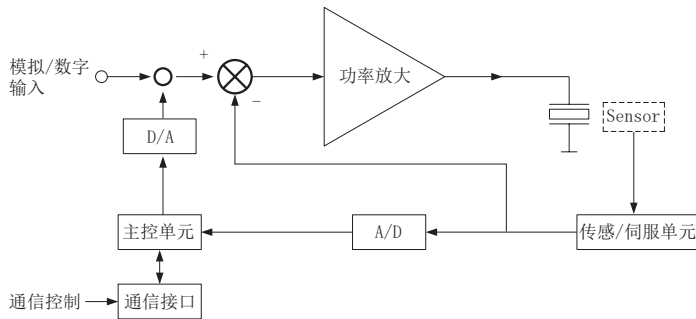 模拟/数字
输入
+
−
功率放大
D/A
Sensor
主控单元
A/D
传感/伺服单元
通信控制
通信接口